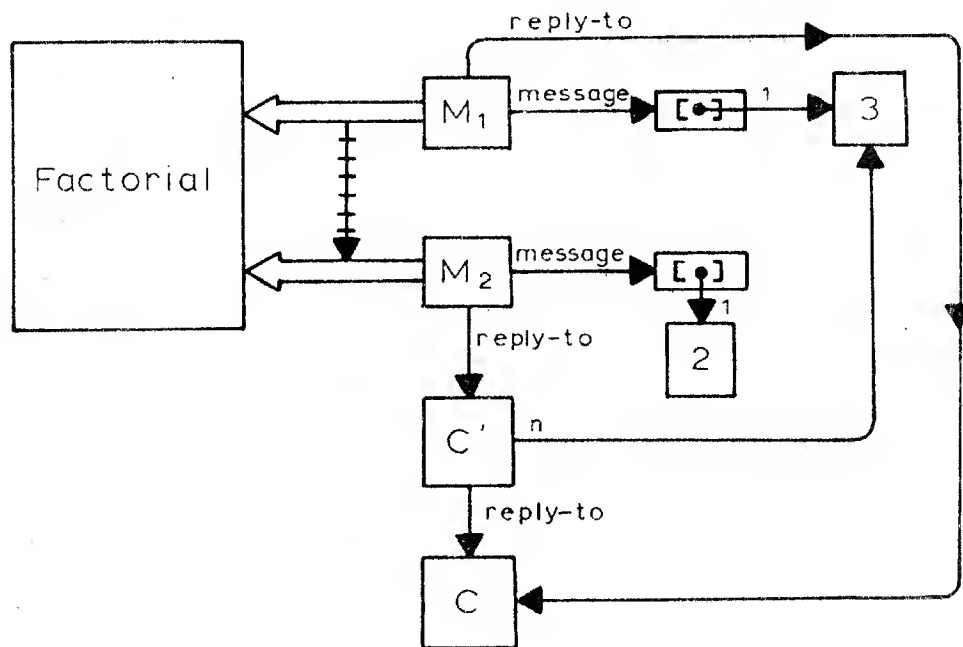 reply-to
M₁
message
[•]
1
3
Factorial
M₂
message
[•]
1
2
reply-to
C'
n
reply-to
C